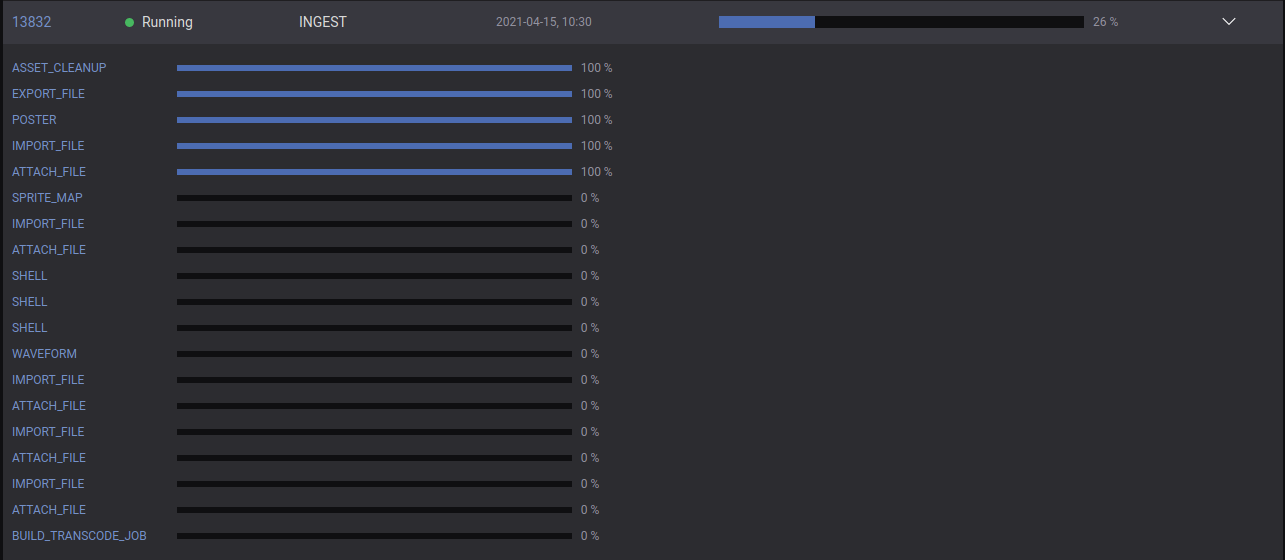 13832 Running INGEST 2021-04-15, 10:30 26 %
ASSET_CLEANUP 100 %
EXPORT_FILE 100 %
POSTER 100 %
IMPORT_FILE 100 %
ATTACH_FILE 100 %
SPRITE_MAP 0 %
IMPORT_FILE 0 %
ATTACH_FILE 0 %
SHELL 0 %
SHELL 0 %
SHELL 0 %
WAVEFORM 0 %
IMPORT_FILE 0 %
ATTACH_FILE 0 %
IMPORT_FILE 0 %
ATTACH_FILE 0 %
IMPORT_FILE 0 %
ATTACH_FILE 0 %
BUILD_TRANSCODE_JOB 0 %